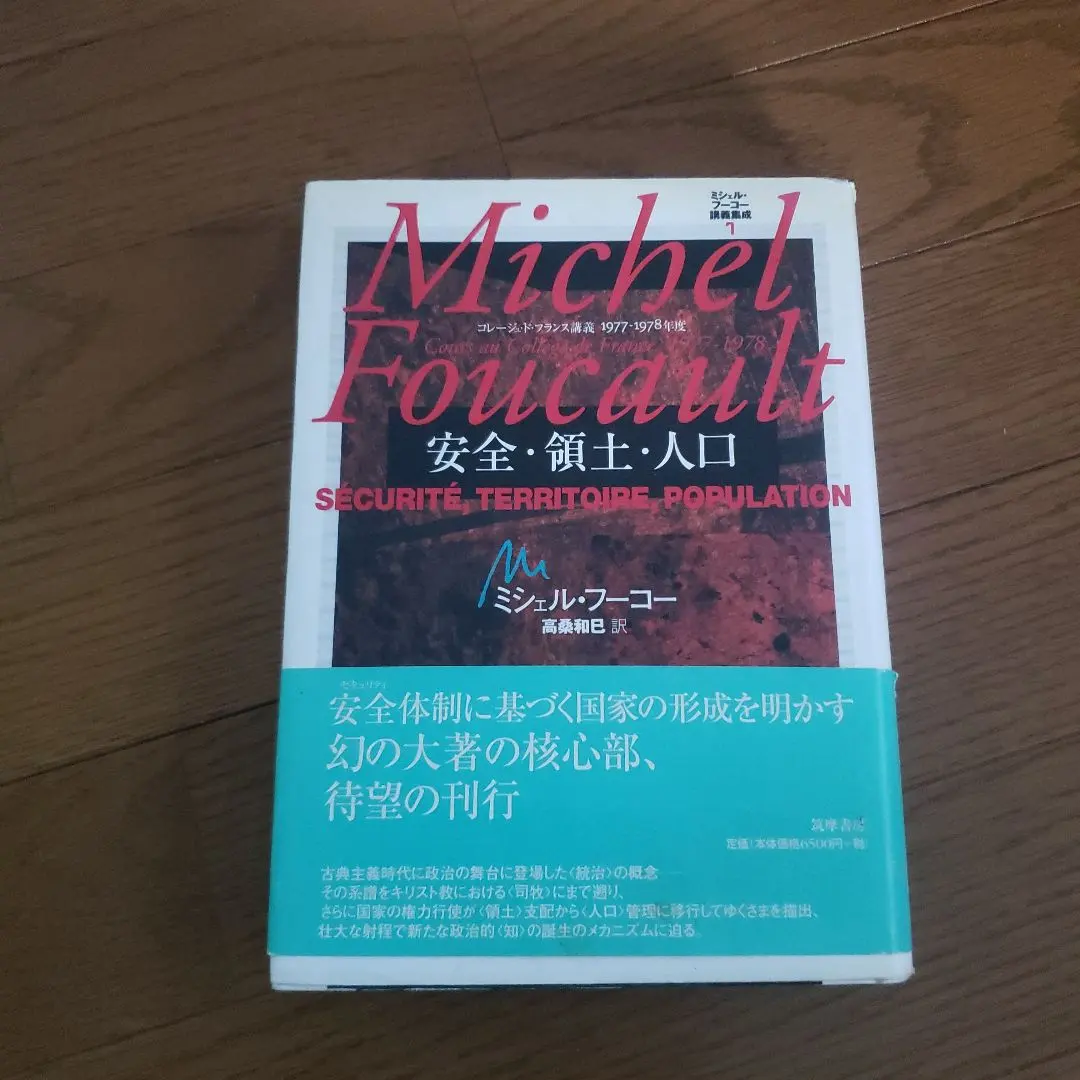 ミシェル・
フーコー
講義集成
7
Michel
コレージュ・ド・フランス講義 1977-1978年度
Cours au Collège de France 1977-1978
Foucault
安全・領土・人口
SÉCURITÉ, TERRITOIRE, POPULATION
ミシェル・フーコー
高桑和巳 訳
セキュリティ
安全体制に基づく国家の形成を明かす
幻の大著の核心部、
待望の刊行
筑摩書房
定価(本体価格6500円+税)
古典主義時代に政治の舞台に登場した〈統治〉の概念
その系譜をキリスト教における〈司牧〉にまで遡り、
さらに国家の権力行使が〈領土〉支配から〈人口〉管理に移行してゆくさまを描出、
壮大な射程で新たな政治的〈知〉の誕生のメカニズムに迫る。